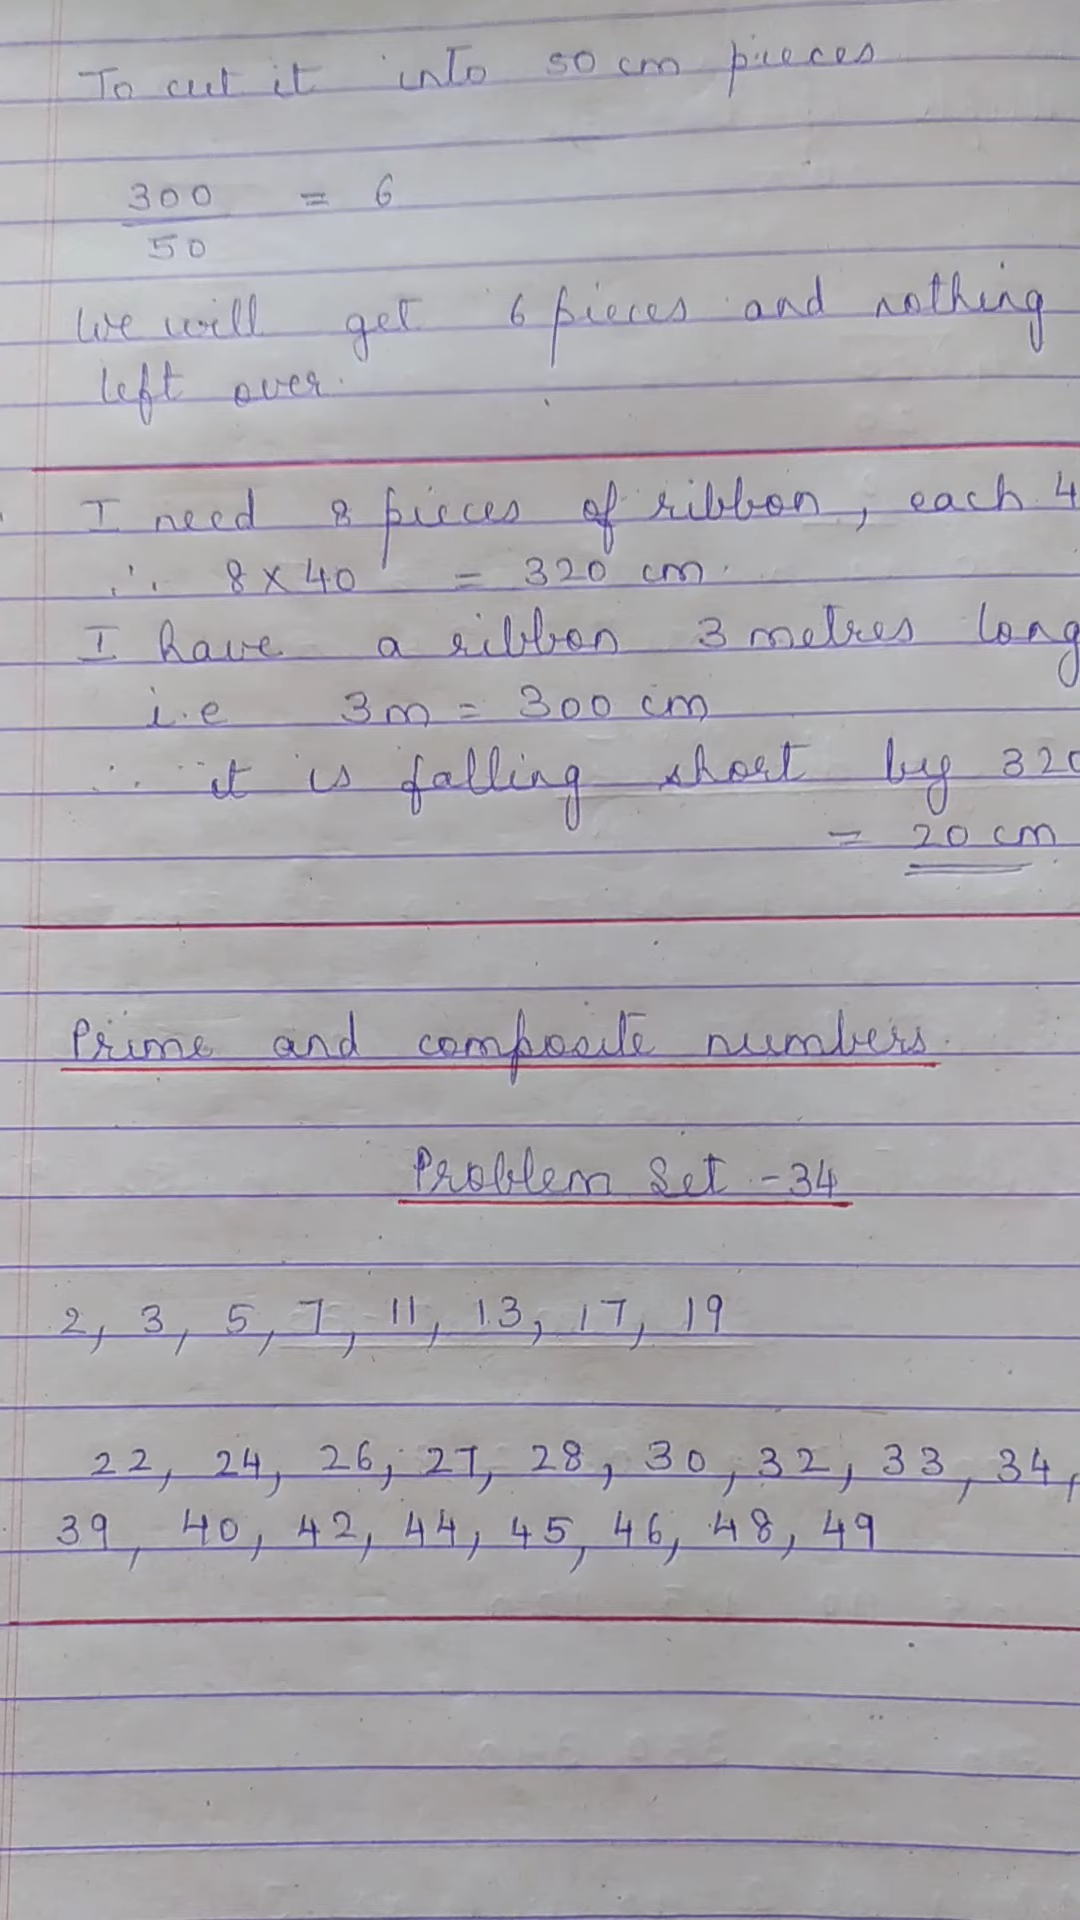 To cut it into 50 cm pieces
300 = 6
50
We will get 6 pieces and nothing
left over.
I need 8 pieces of ribbon, each 4
∴ 8 × 40 = 320 cm.
I have a ribbon 3 metres long
i.e 3m = 300 cm
∴ it is falling short by 320
= 20 cm
Prime and composite numbers.
Problem Set - 34
2, 3, 5, 7, 11, 13, 17, 19
22, 24, 26, 27, 28, 30, 32, 33, 34,
39, 40, 42, 44, 45, 46, 48, 49